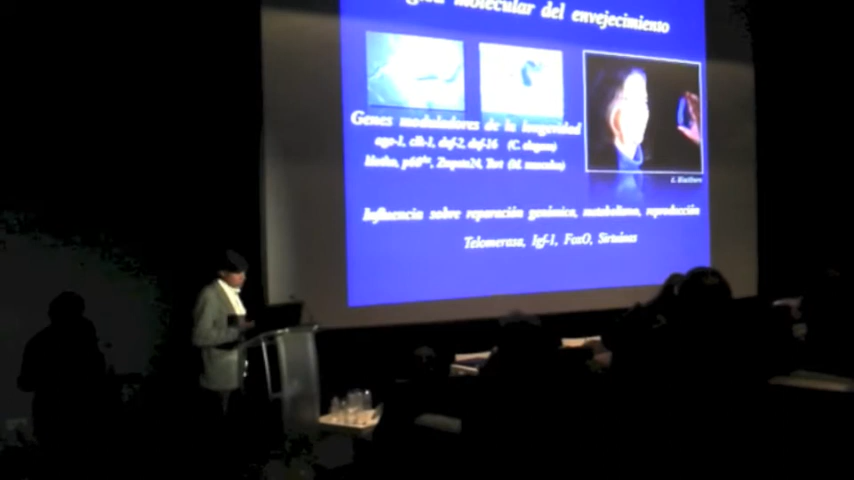 molecular del envejecimiento
Genes moduladores de la longevidad
age-1, clk-1, daf-2, daf-16 (C. elegans)
Klotho, Zmpste24, Tert (M. musculus)
Influencia sobre reparación genómica, metabolismo, reproducción
Telomerasa, Igf-1, FoxO, Sirtuinas